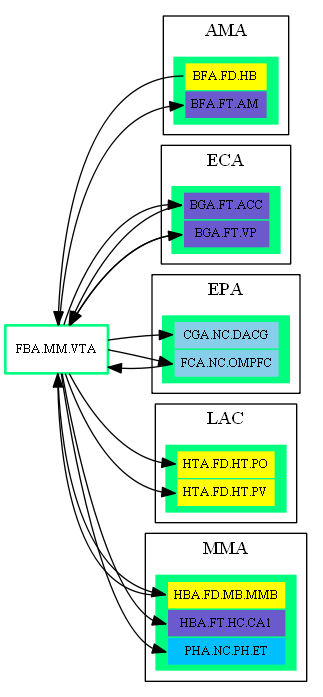 AMA
BFA.FD.HB
BFA.FT.AM
ECA
BGA.FT.ACC
BGA.FT.VP
EPA
CGA.NC.DACG
FBA.MM.VTA
FCA.NC.OMPFC
LAC
HTA.FD.HT.PO
HTA.FD.HT.PV
MMA
HBA.FD.MB.MMB
HBA.FT.HC.CA1
PHA.NC.PH.ET